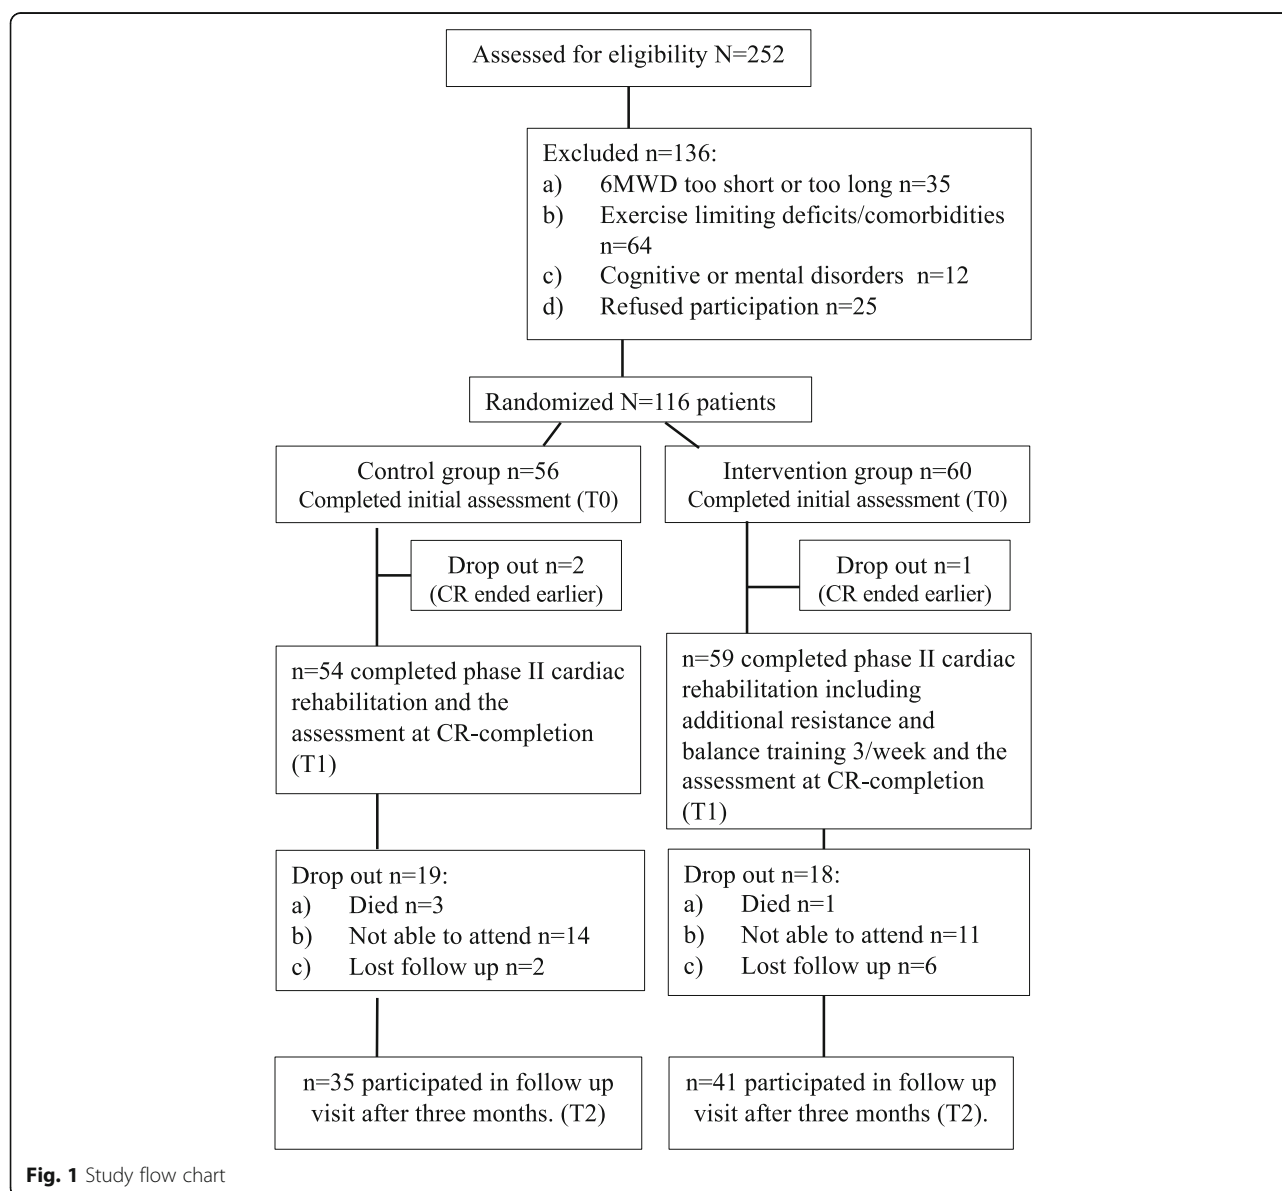 Assessed for eligibility N=252
Excluded n=136:
a) 6MWD too short or too long n=35
b) Exercise limiting deficits/comorbidities
n=64
c) Cognitive or mental disorders n=12
d) Refused participation n=25
Randomized N=116 patients
Control group n=56
Completed initial assessment (T0)
Intervention group n=60
Completed initial assessment (T0)
Drop out n=2
(CR ended earlier)
Drop out n=1
(CR ended earlier)
n=54 completed phase II cardiac
rehabilitation and the
assessment at CR-completion
(T1)
n=59 completed phase II cardiac
rehabilitation including
additional resistance and
balance training 3/week and the
assessment at CR-completion
(T1)
Drop out n=19:
a) Died n=3
b) Not able to attend n=14
c) Lost follow up n=2
Drop out n=18:
a) Died n=1
b) Not able to attend n=11
c) Lost follow up n=6
n=35 participated in follow up
visit after three months. (T2)
n=41 participated in follow up
visit after three months (T2).
Fig. 1 Study flow chart